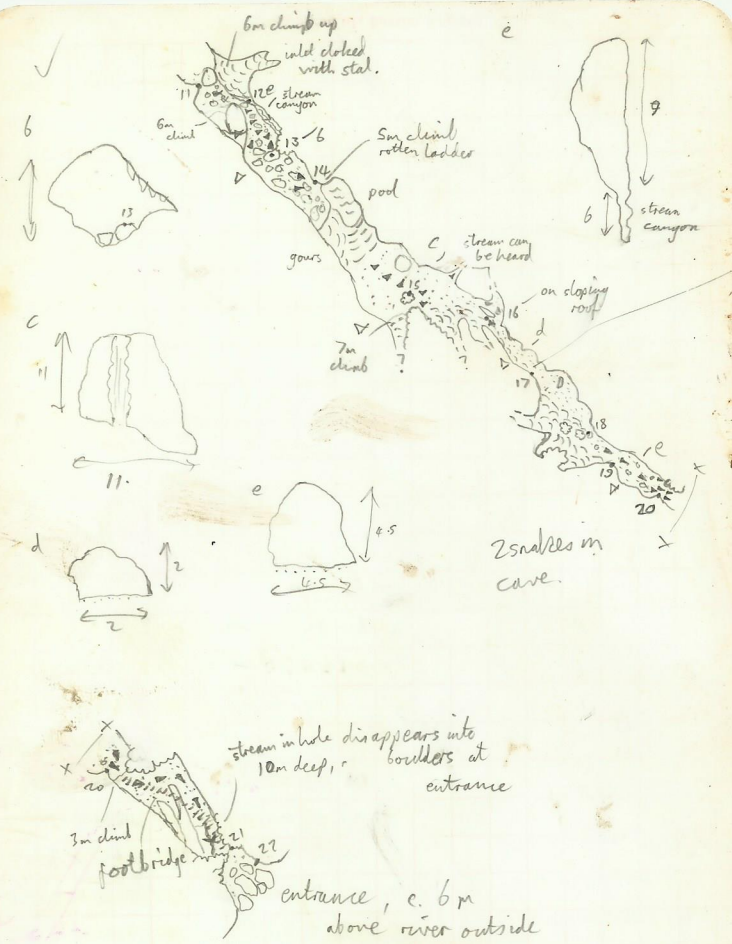 6m climb up
inlet cloked
with stal.
e
11
12
e
stream
canyon
6m
climb
13
6
14
5m climb
rotten ladder
pool
gours
c
stream can
be heard
15
16
on sloping
roof
7m
climb
?
?
d
17
D
18
19
e
20
x
x
6
13
9
6
stream
canyon
c
11
11.
e
4.5
4.5
d
2
2
2 snakes in
cave.
x
x
20
stream in hole disappears into
10m deep, boulders at
entrance
3m climb
footbridge
21
22
entrance, c. 6m
above river outside